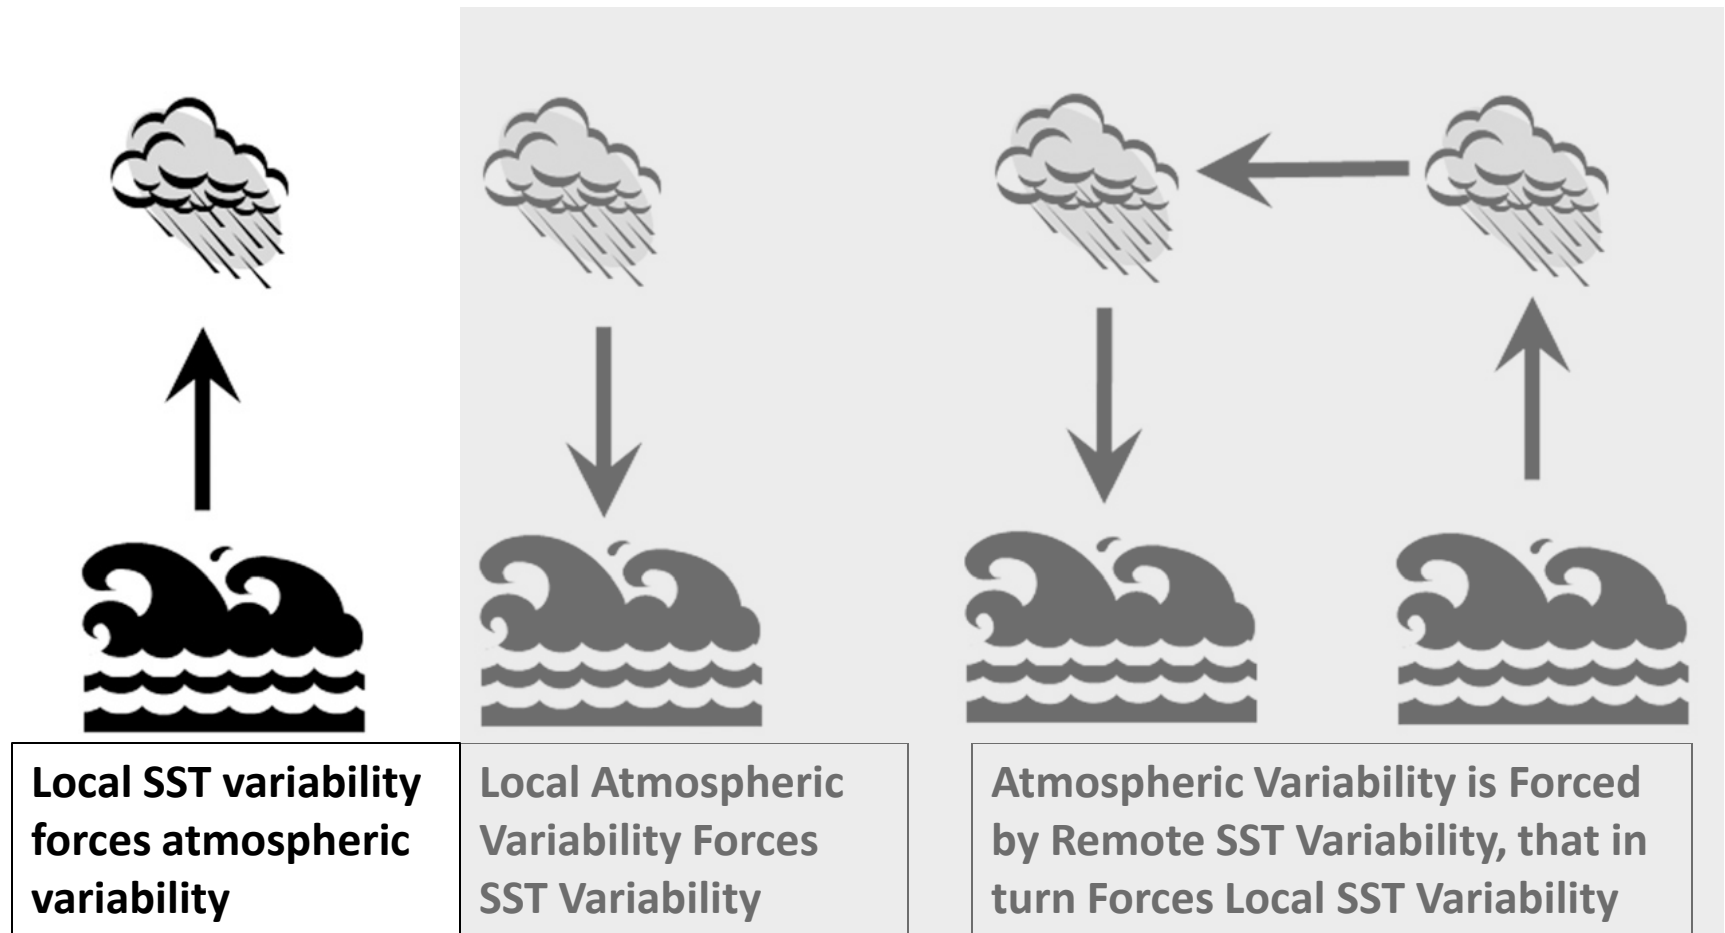 Local SST variability
forces atmospheric
variability
Local Atmospheric
Variability Forces
SST Variability
Atmospheric Variability is Forced
by Remote SST Variability, that in
turn Forces Local SST Variability